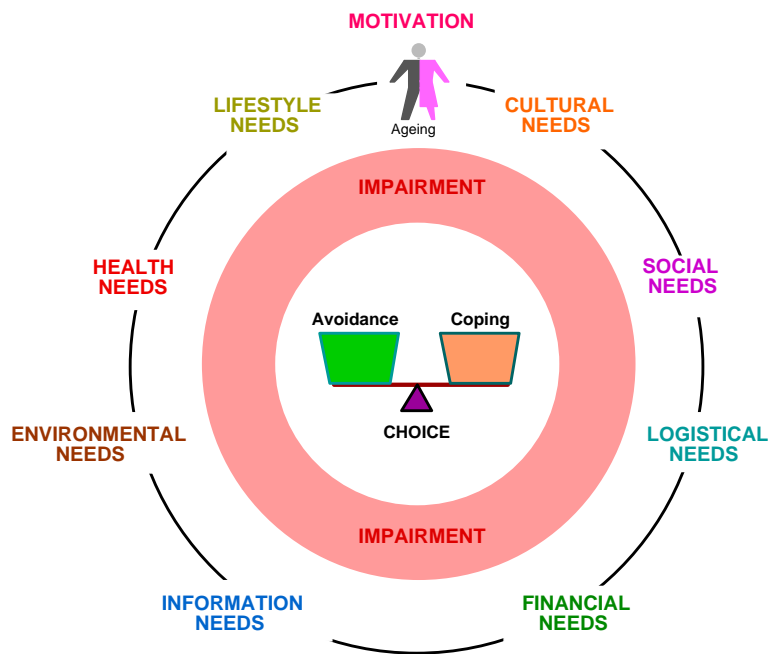 MOTIVATION
LIFESTYLE
NEEDS
CULTURAL
NEEDS
Ageing
IMPAIRMENT
HEALTH
NEEDS
SOCIAL
NEEDS
Avoidance
Coping
CHOICE
ENVIRONMENTAL
NEEDS
LOGISTICAL
NEEDS
IMPAIRMENT
INFORMATION
NEEDS
FINANCIAL
NEEDS